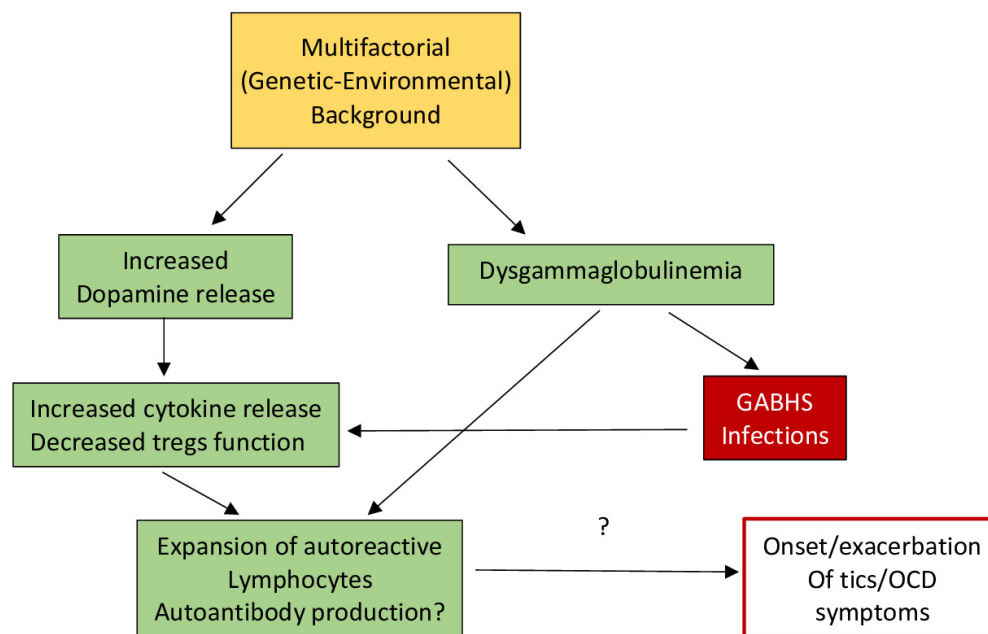 Multifactorial
(Genetic-Environmental)
Background
Increased
Dopamine release
Dysgammaglobulinemia
Increased cytokine release
Decreased tregs function
GABHS
Infections
Expansion of autoreactive
Lymphocytes
Autoantibody production?
?
Onset/exacerbation
Of tics/OCD
symptoms